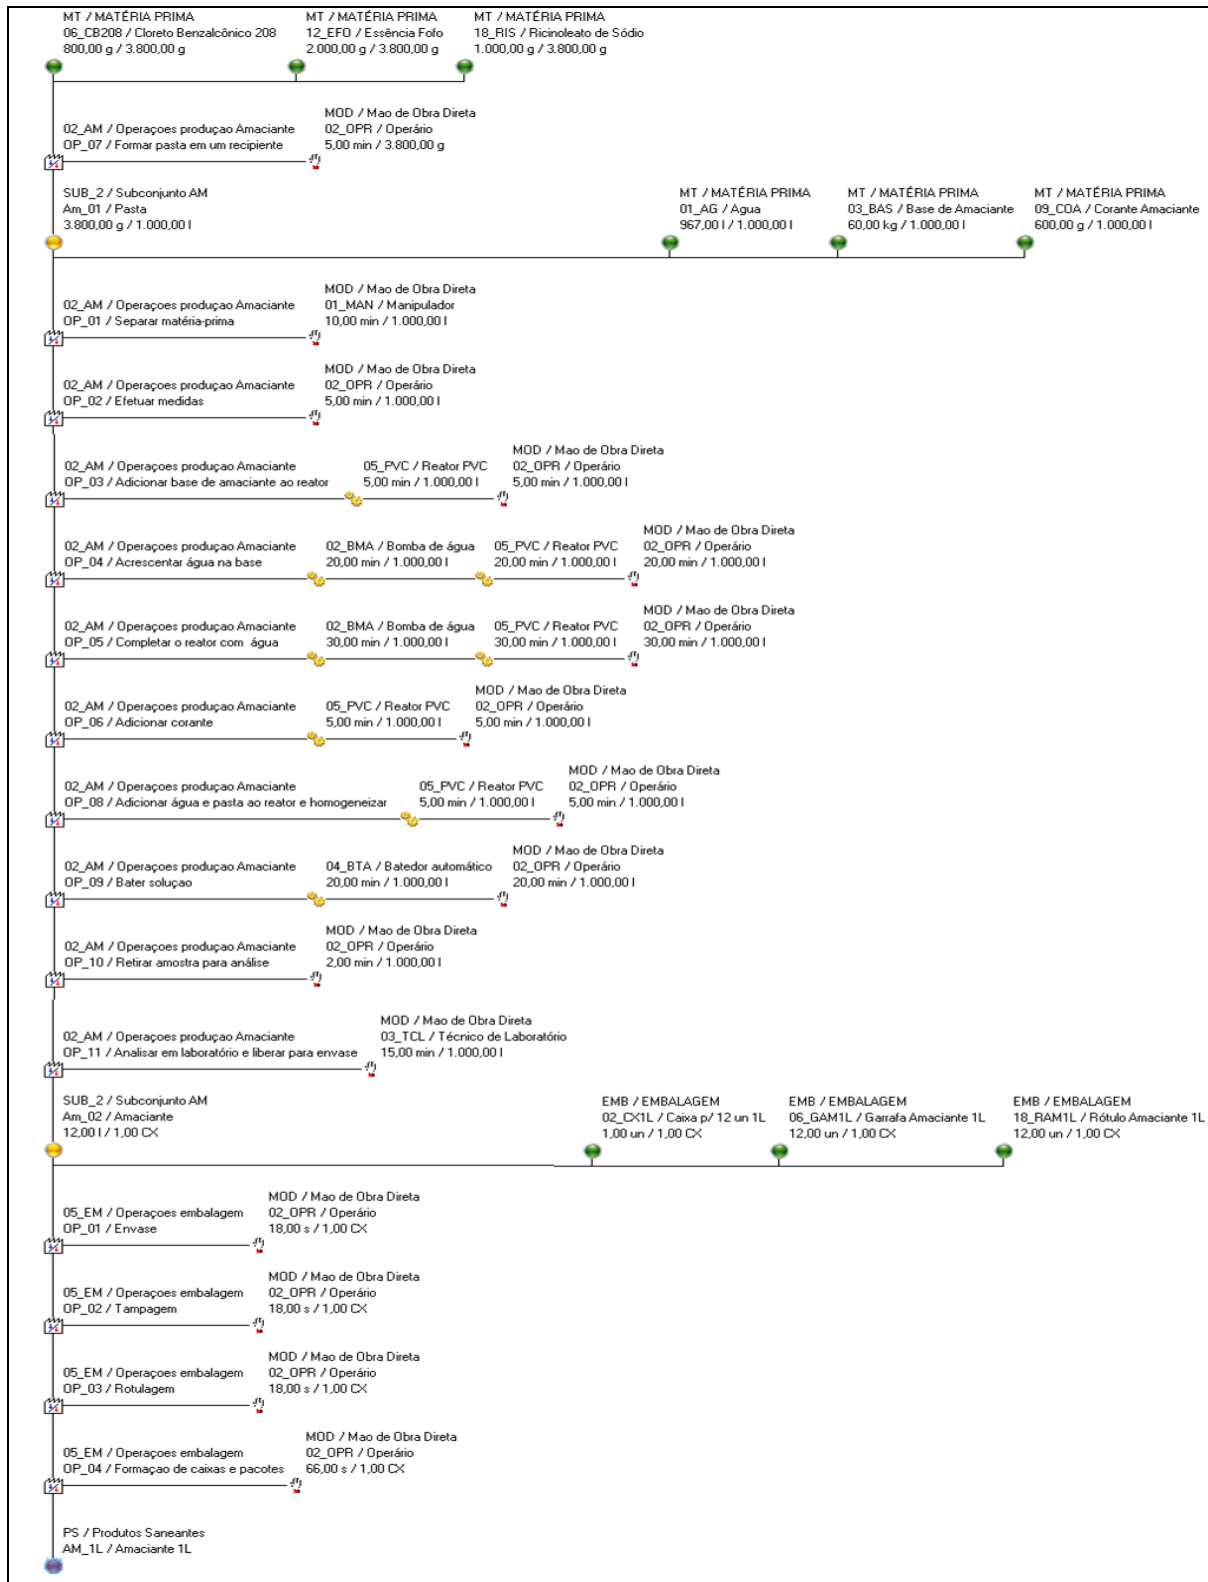 MT / MATÉRIA PRIMA
06_CB208 / Cloreto Benzalcônico 208
800,00 g / 3.800,00 g
MT / MATÉRIA PRIMA
12_EFO / Essência Fofo
2.000,00 g / 3.800,00 g
MT / MATÉRIA PRIMA
18_RIS / Ricinoleato de Sódio
1.000,00 g / 3.800,00 g
02_AM / Operaçoes produçao Amaciante
OP_07 / Formar pasta em um recipiente
MOD / Mao de Obra Direta
02_OPR / Operário
5,00 min / 3.800,00 g
SUB_2 / Subconjunto AM
Am_01 / Pasta
3.800,00 g / 1.000,00 l
MT / MATÉRIA PRIMA
01_AG / Agua
967,00 l / 1.000,00 l
MT / MATÉRIA PRIMA
03_BAS / Base de Amaciante
60,00 kg / 1.000,00 l
MT / MATÉRIA PRIMA
09_COA / Corante Amaciante
600,00 g / 1.000,00 l
02_AM / Operaçoes produçao Amaciante
OP_01 / Separar matéria-prima
MOD / Mao de Obra Direta
01_MAN / Manipulador
10,00 min / 1.000,00 l
02_AM / Operaçoes produçao Amaciante
OP_02 / Efetuar medidas
MOD / Mao de Obra Direta
02_OPR / Operário
5,00 min / 1.000,00 l
02_AM / Operaçoes produçao Amaciante
OP_03 / Adicionar base de amaciante ao reator
05_PVC / Reator PVC
5,00 min / 1.000,00 l
MOD / Mao de Obra Direta
02_OPR / Operário
5,00 min / 1.000,00 l
02_AM / Operaçoes produçao Amaciante
OP_04 / Acrescentar água na base
02_BMA / Bomba de água
20,00 min / 1.000,00 l
05_PVC / Reator PVC
20,00 min / 1.000,00 l
MOD / Mao de Obra Direta
02_OPR / Operário
20,00 min / 1.000,00 l
02_AM / Operaçoes produçao Amaciante
OP_05 / Completar o reator com água
02_BMA / Bomba de água
30,00 min / 1.000,00 l
05_PVC / Reator PVC
30,00 min / 1.000,00 l
MOD / Mao de Obra Direta
02_OPR / Operário
30,00 min / 1.000,00 l
02_AM / Operaçoes produçao Amaciante
OP_06 / Adicionar corante
05_PVC / Reator PVC
5,00 min / 1.000,00 l
MOD / Mao de Obra Direta
02_OPR / Operário
5,00 min / 1.000,00 l
02_AM / Operaçoes produçao Amaciante
OP_08 / Adicionar água e pasta ao reator e homogeneizar
05_PVC / Reator PVC
5,00 min / 1.000,00 l
MOD / Mao de Obra Direta
02_OPR / Operário
5,00 min / 1.000,00 l
02_AM / Operaçoes produçao Amaciante
OP_09 / Bater soluçao
04_BTA / Batedor automático
20,00 min / 1.000,00 l
MOD / Mao de Obra Direta
02_OPR / Operário
20,00 min / 1.000,00 l
02_AM / Operaçoes produçao Amaciante
OP_10 / Retirar amostra para análise
MOD / Mao de Obra Direta
02_OPR / Operário
2,00 min / 1.000,00 l
02_AM / Operaçoes produçao Amaciante
OP_11 / Analisar em laboratório e liberar para envase
MOD / Mao de Obra Direta
03_TCL / Técnico de Laboratório
15,00 min / 1.000,00 l
SUB_2 / Subconjunto AM
Am_02 / Amaciante
12,00 l / 1,00 CX
EMB / EMBALAGEM
02_CX1L / Caixa p/ 12 un 1L
1,00 un / 1,00 CX
EMB / EMBALAGEM
06_GAM1L / Garrafa Amaciante 1L
12,00 un / 1,00 CX
EMB / EMBALAGEM
18_RAM1L / Rótulo Amaciante 1L
12,00 un / 1,00 CX
05_EM / Operaçoes embalagem
OP_01 / Envase
MOD / Mao de Obra Direta
02_OPR / Operário
18,00 s / 1,00 CX
05_EM / Operaçoes embalagem
OP_02 / Tampagem
MOD / Mao de Obra Direta
02_OPR / Operário
18,00 s / 1,00 CX
05_EM / Operaçoes embalagem
OP_03 / Rotulagem
MOD / Mao de Obra Direta
02_OPR / Operário
18,00 s / 1,00 CX
05_EM / Operaçoes embalagem
OP_04 / Formaçao de caixas e pacotes
MOD / Mao de Obra Direta
02_OPR / Operário
66,00 s / 1,00 CX
PS / Produtos Saneantes
AM_1L / Amaciante 1L